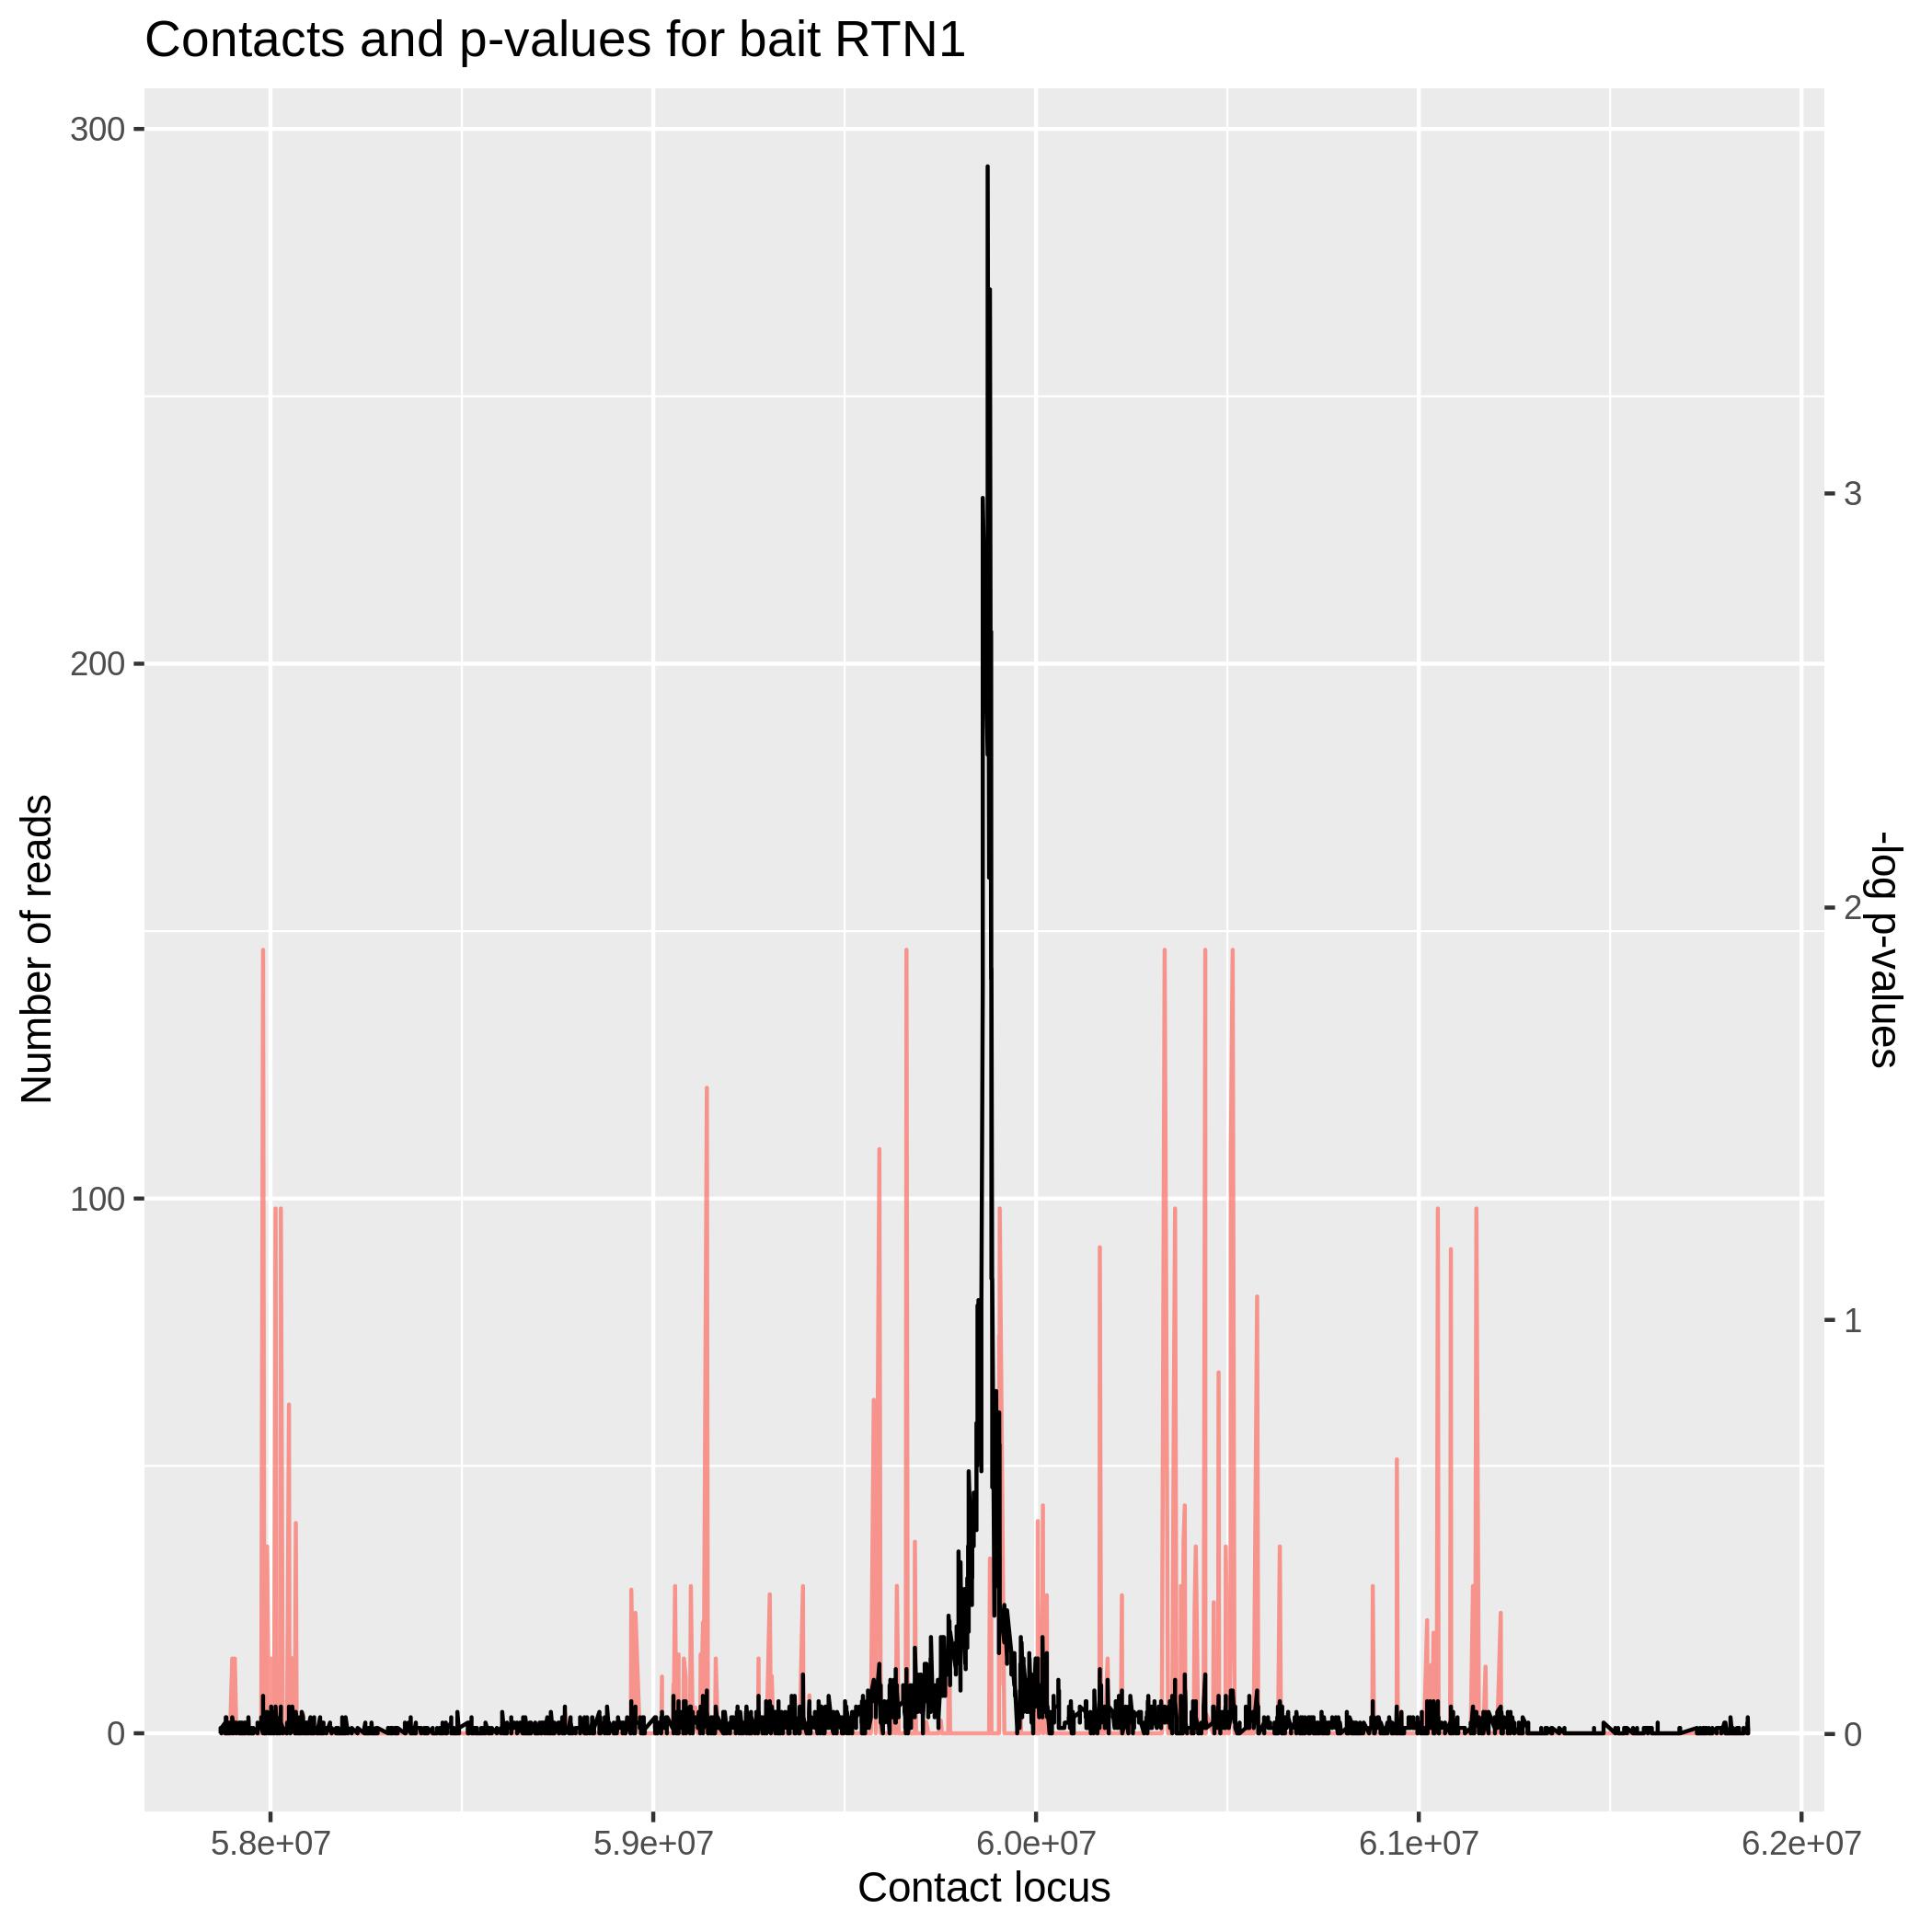 Contacts and p-values for bait RTN1
300
200
100
0
Number of reads
3
2
1
0
-log p-values
5.8e+07 5.9e+07 6.0e+07 6.1e+07 6.2e+07
Contact locus